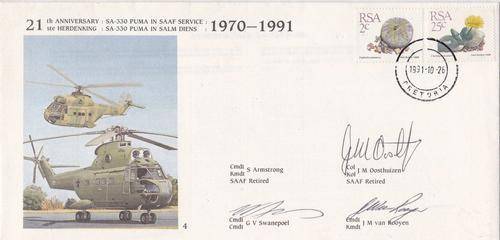 21 th ANNIVERSARY : SA-330 PUMA IN SAAF SERVICE : 1970-1991
ste HERDENKING : SA-330 PUMA IN SALM DIENS :
RSA RSA
2c 25c
1991-10-26
PRETORIA
Cmdt S Armstrong
Kmdt
SAAF Retired
Col J M Oosthuizen
Kol
SAAF Retired
Cmdt G V Swanepoel
Kmdt
Cmdt J M van Rooyen
Kmdt
4